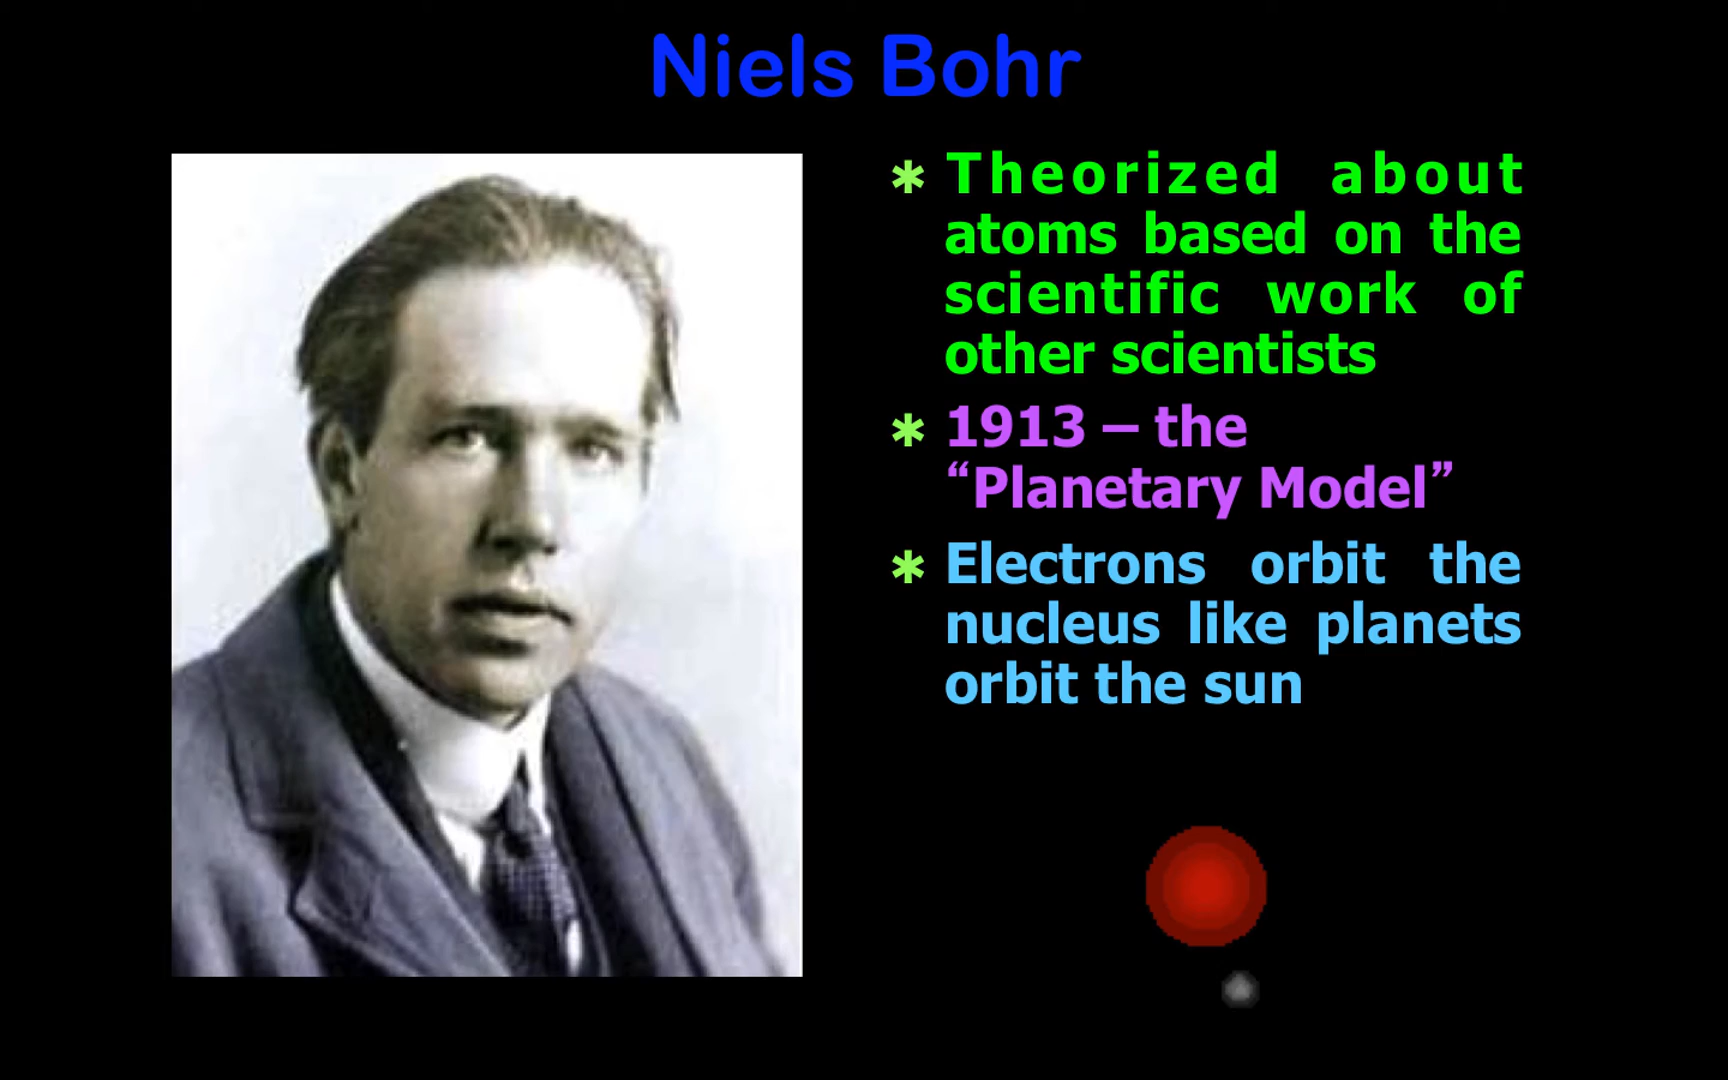 Niels Bohr
* Theorized about
atoms based on the
scientific work of
other scientists
* 1913 – the
“Planetary Model”
* Electrons orbit the
nucleus like planets
orbit the sun